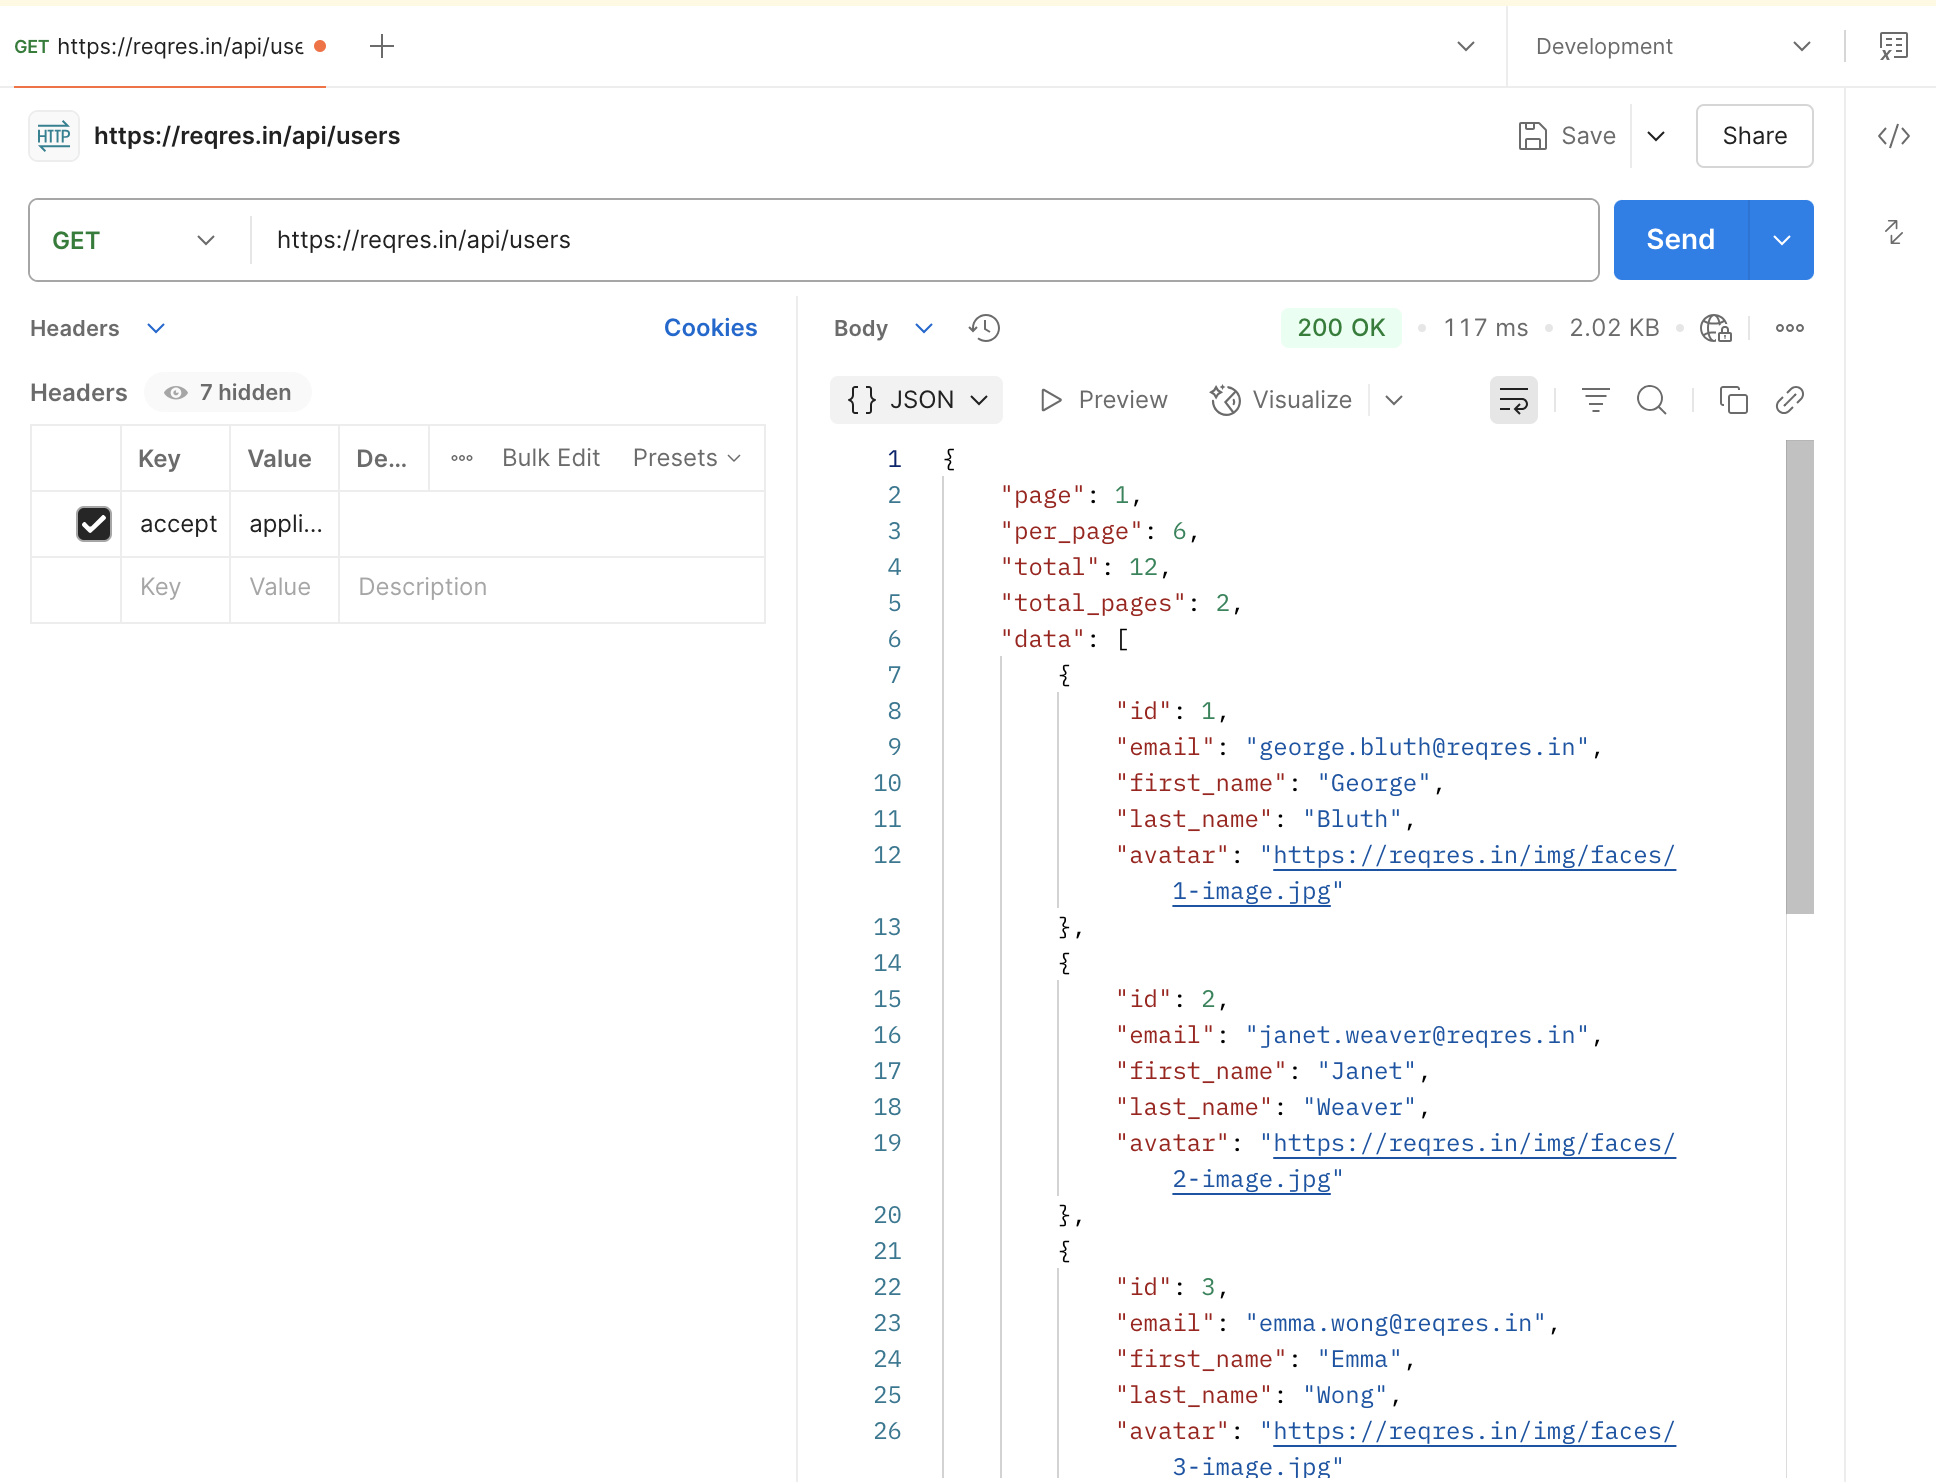 GET https://reqres.in/api/use
Development
HTTP https://reqres.in/api/users
Save
Share
GET https://reqres.in/api/users
Send
Headers
Cookies
Headers 7 hidden
Key Value De... Bulk Edit Presets
accept appli...
Key Value Description
Body
200 OK 117 ms 2.02 KB
{} JSON Preview Visualize
1 {
2 "page": 1,
3 "per_page": 6,
4 "total": 12,
5 "total_pages": 2,
6 "data": [
7 {
8 "id": 1,
9 "email": "george.bluth@reqres.in",
10 "first_name": "George",
11 "last_name": "Bluth",
12 "avatar": "https://reqres.in/img/faces/
1-image.jpg"
13 },
14 {
15 "id": 2,
16 "email": "janet.weaver@reqres.in",
17 "first_name": "Janet",
18 "last_name": "Weaver",
19 "avatar": "https://reqres.in/img/faces/
2-image.jpg"
20 },
21 {
22 "id": 3,
23 "email": "emma.wong@reqres.in",
24 "first_name": "Emma",
25 "last_name": "Wong",
26 "avatar": "https://reqres.in/img/faces/
3-image.jpg"